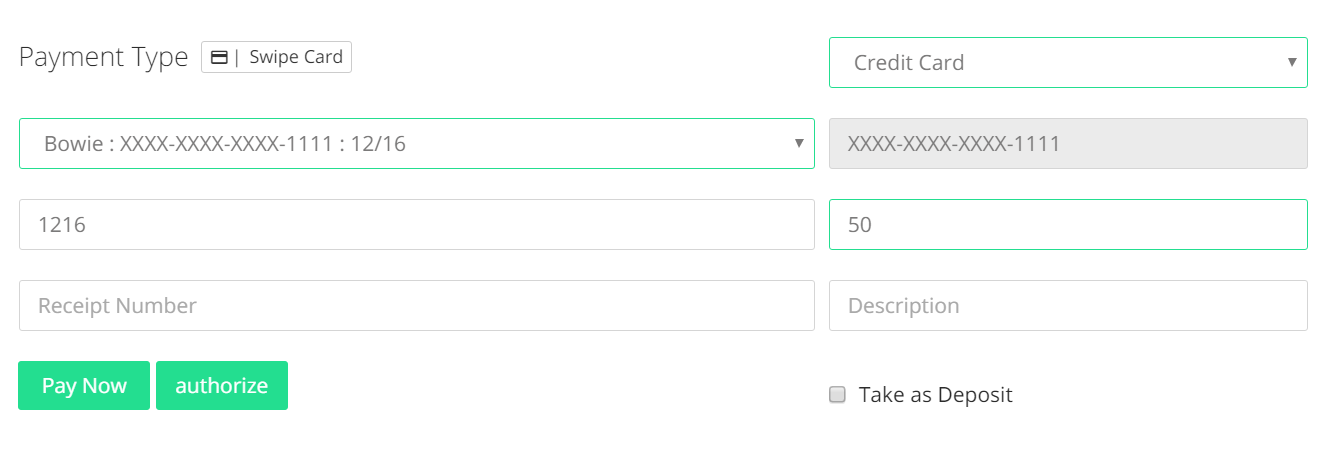 Payment Type | Swipe Card
Credit Card
Bowie : XXXX-XXXX-XXXX-1111 : 12/16
XXXX-XXXX-XXXX-1111
1216
50
Receipt Number
Description
Pay Now
authorize
Take as Deposit